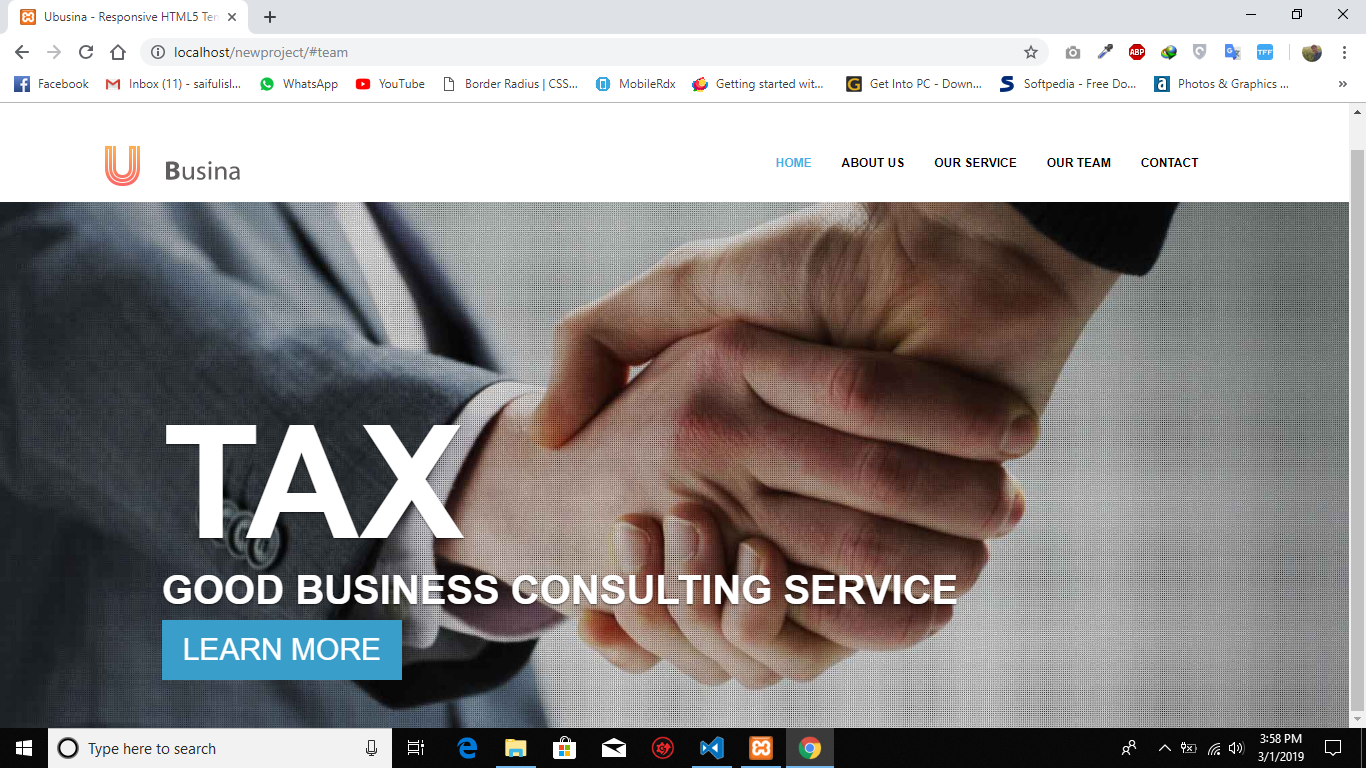 Ubusina - Responsive HTML5 Ten
localhost/newproject/#team
ABP
TFF
Facebook
Inbox (11) - saifulisl...
WhatsApp
YouTube
Border Radius | CSS...
MobileRdx
Getting started wit...
Get Into PC - Down...
Softpedia - Free Do...
Photos & Graphics ...
U Busina
HOME
ABOUT US
OUR SERVICE
OUR TEAM
CONTACT
TAX
GOOD BUSINESS CONSULTING SERVICE
LEARN MORE
Type here to search
3:58 PM
3/1/2019